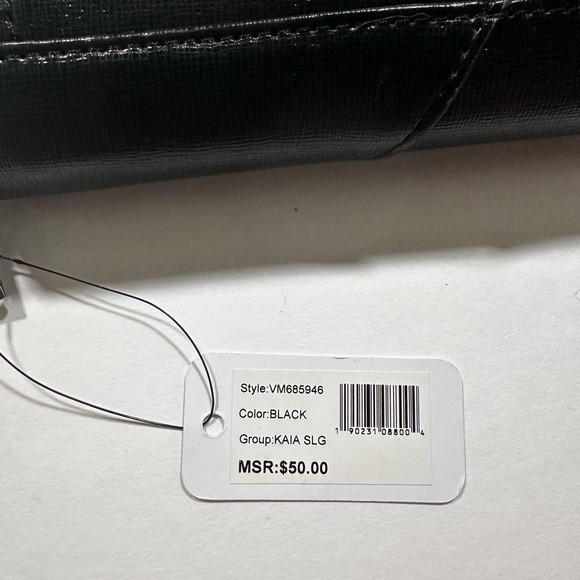 Style:VM685946
Color:BLACK
Group:KAIA SLG
MSR:$50.00
1 90231 08800 4